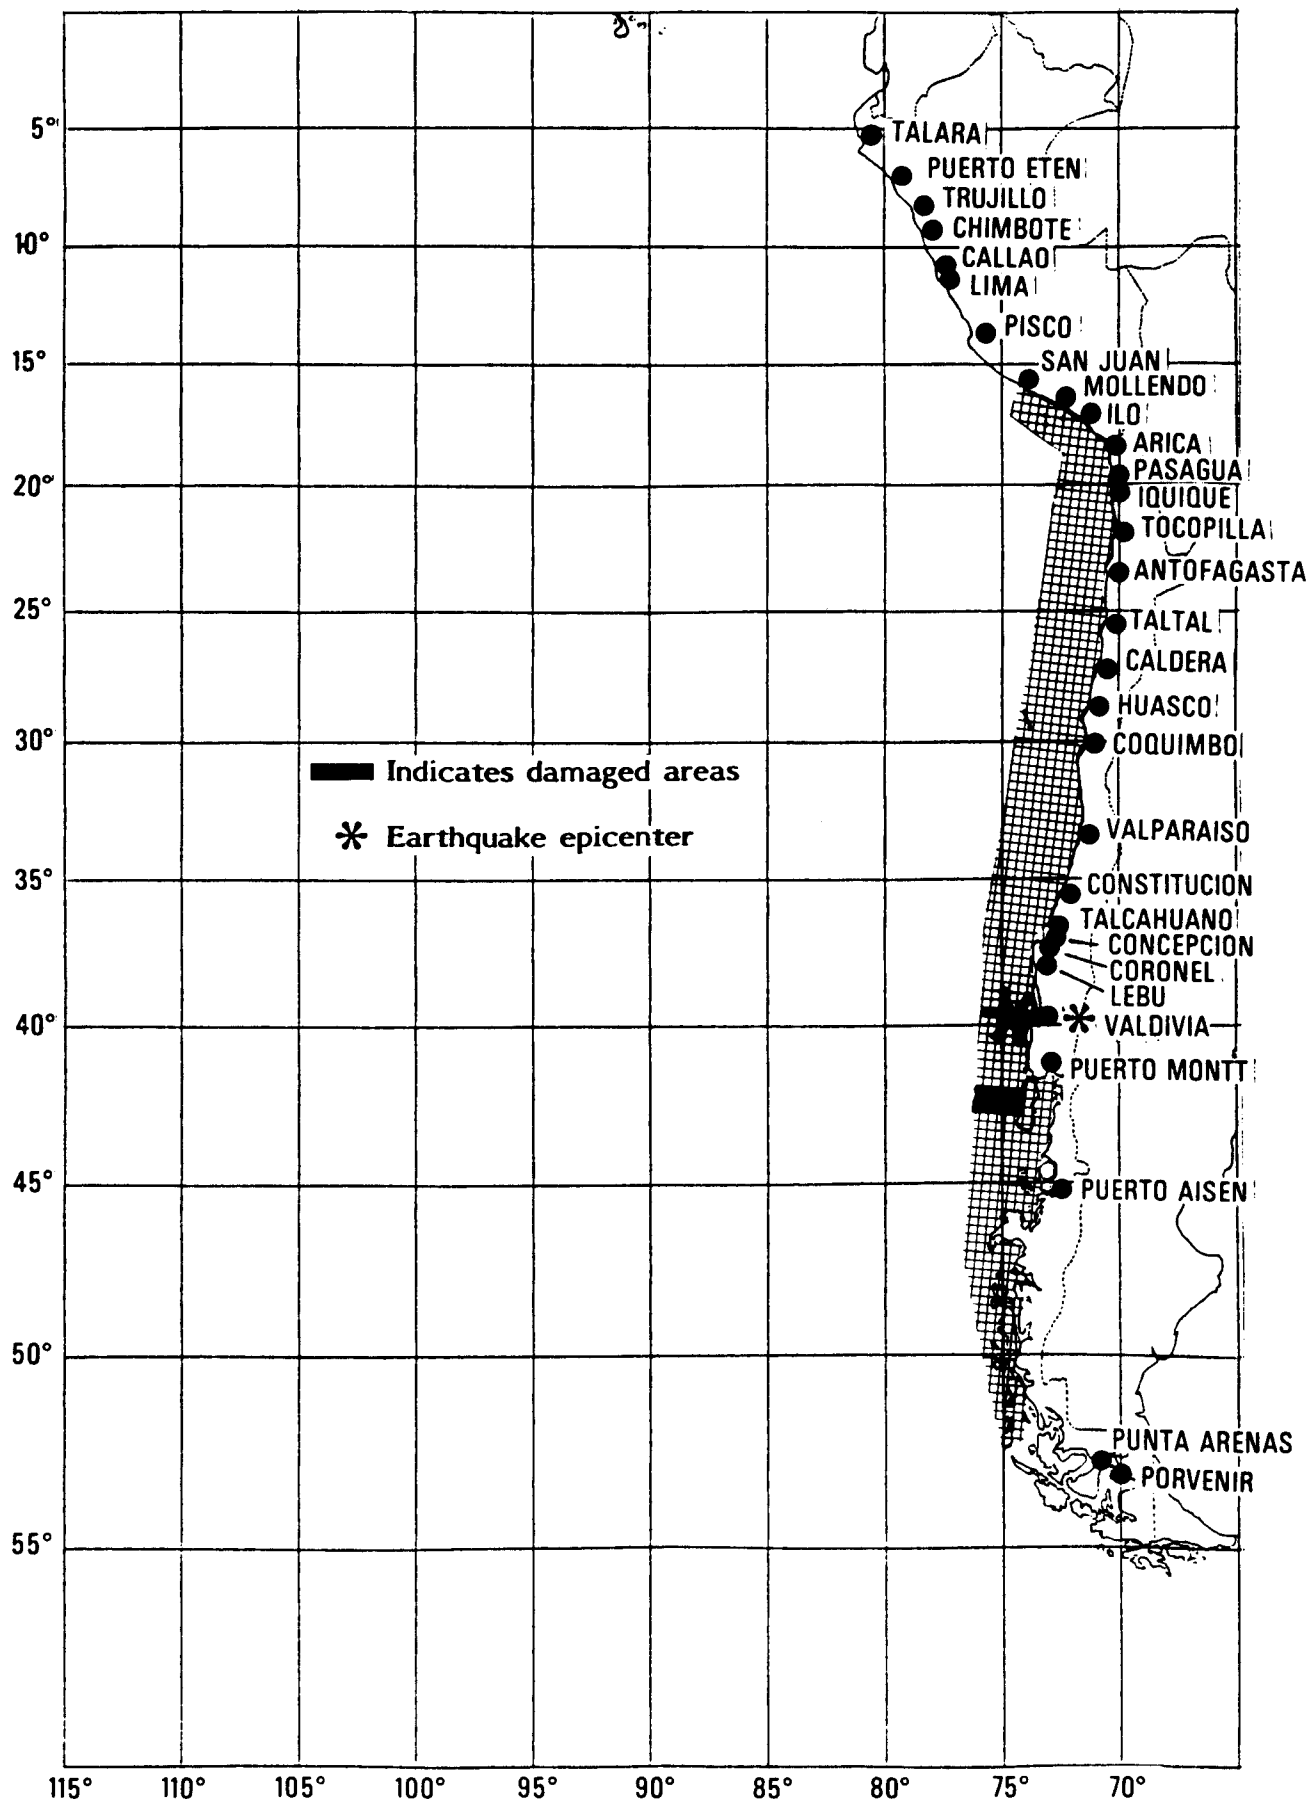 5°
TALARA
PUERTO ETEN
TRUJILLO
CHIMBOTE
10°
CALLAO
LIMA
PISCO
15°
SAN JUAN
MOLLENDO
ILO
ARICA
PASAGUA
20°
IQUIQUE
TOCOPILLA
ANTOFAGASTA
25°
TALTAL
CALDERA
HUASCO
30°
COQUIMBO
Indicates damaged areas
Earthquake epicenter
VALPARAISO
35°
CONSTITUCION
TALCAHUANO
CONCEPCION
CORONEL
LEBU
40°
VALDIVIA
PUERTO MONTT
45°
PUERTO AISEN
50°
PUNTA ARENAS
PORVENIR
55°
115° 110° 105° 100° 95° 90° 85° 80° 75° 70°